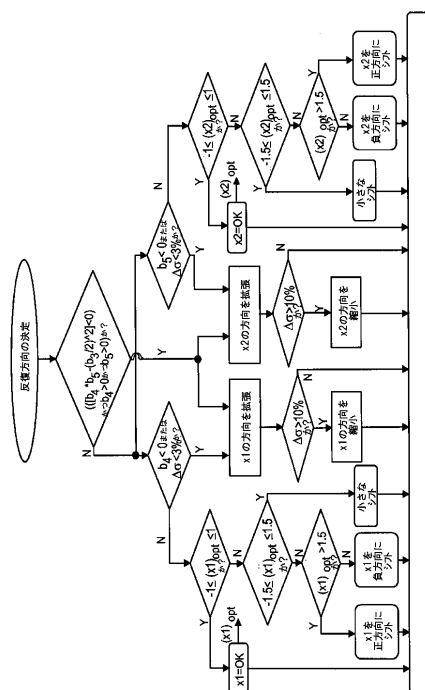 反復方向の決定
(([b4*b5-(b3/2)^2]<0)
かつb4>0かつb5>0)か?
N
Y
b4<0または
Δσ<3%か?
N
Y
b5<0または
Δσ<3%か?
N
Y
x1の方向を拡張
x2の方向を拡張
Δσ>10%
か?
N
Y
Δσ>10%
か?
N
Y
x1の方向を
縮小
x2の方向を
縮小
-1≤(x1)opt≤1
か?
Y
N
x1=OK
(x1)opt
-1.5≤(x1)opt≤1.5
か?
Y
N
小さな
シフト
(x1)opt>1.5
か?
Y
N
x1を
正方向に
シフト
x1を
負方向に
シフト
-1≤(x2)opt≤1
か?
Y
N
x2=OK
(x2)opt
-1.5≤(x2)opt≤1.5
か?
Y
N
小さな
シフト
(x2)opt>1.5
か?
Y
N
x2を
負方向に
シフト
x2を
正方向に
シフト